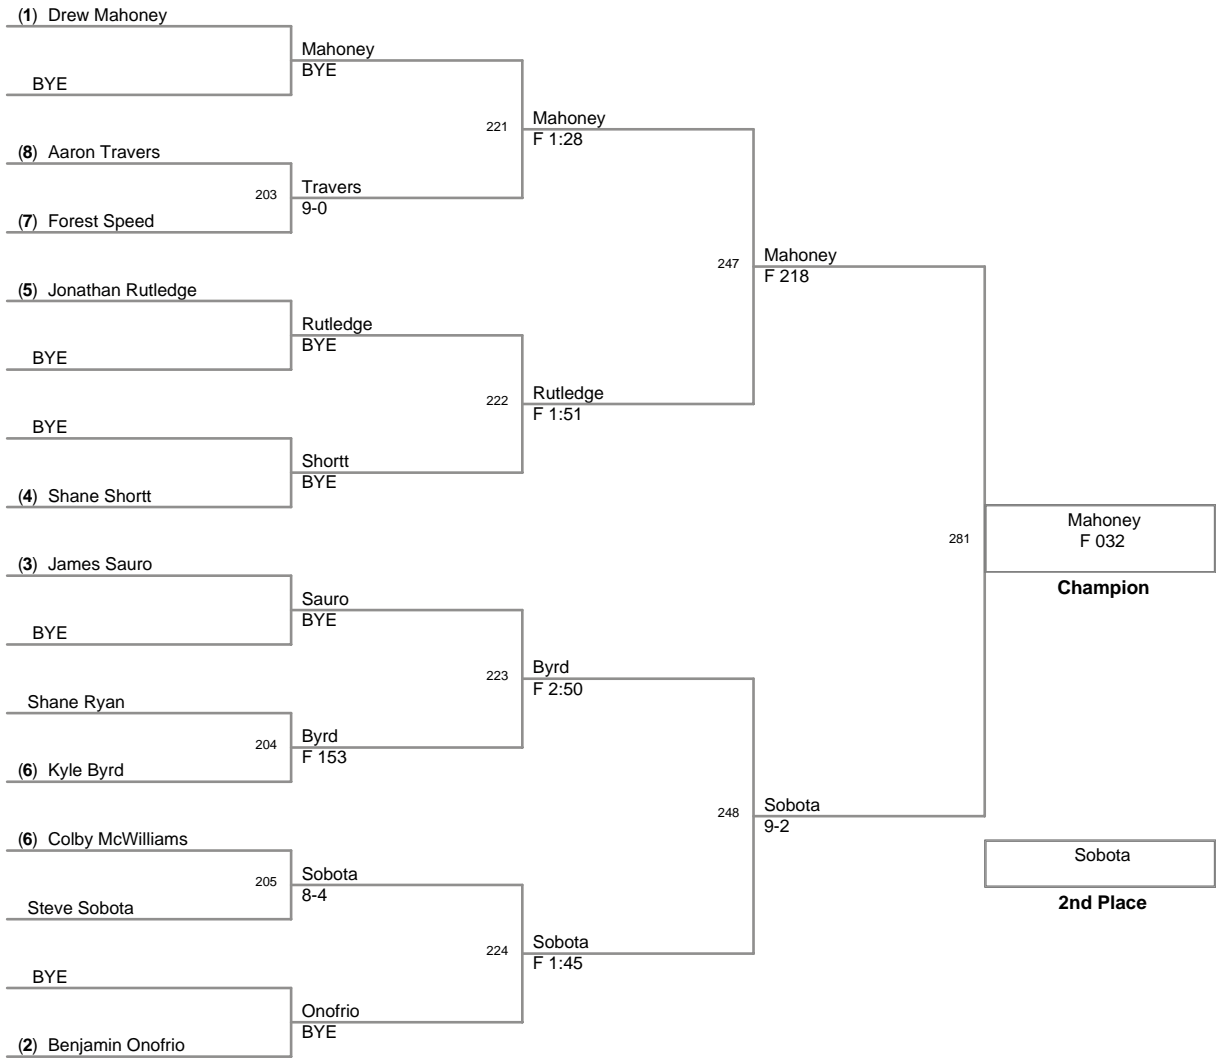 (1) Drew Mahoney
Mahoney
BYE
BYE
221
Mahoney
F 1:28
(8) Aaron Travers
203
Travers
9-0
(7) Forest Speed
247
Mahoney
F 218
(5) Jonathan Rutledge
Rutledge
BYE
BYE
222
Rutledge
F 1:51
BYE
Shortt
BYE
(4) Shane Shortt
281
Mahoney
F 032
Champion
(3) James Sauro
Sauro
BYE
BYE
223
Byrd
F 2:50
Shane Ryan
204
Byrd
F 153
(6) Kyle Byrd
248
Sobota
9-2
(6) Colby McWilliams
205
Sobota
8-4
Steve Sobota
Sobota
2nd Place
224
Sobota
F 1:45
BYE
Onofrio
BYE
(2) Benjamin Onofrio